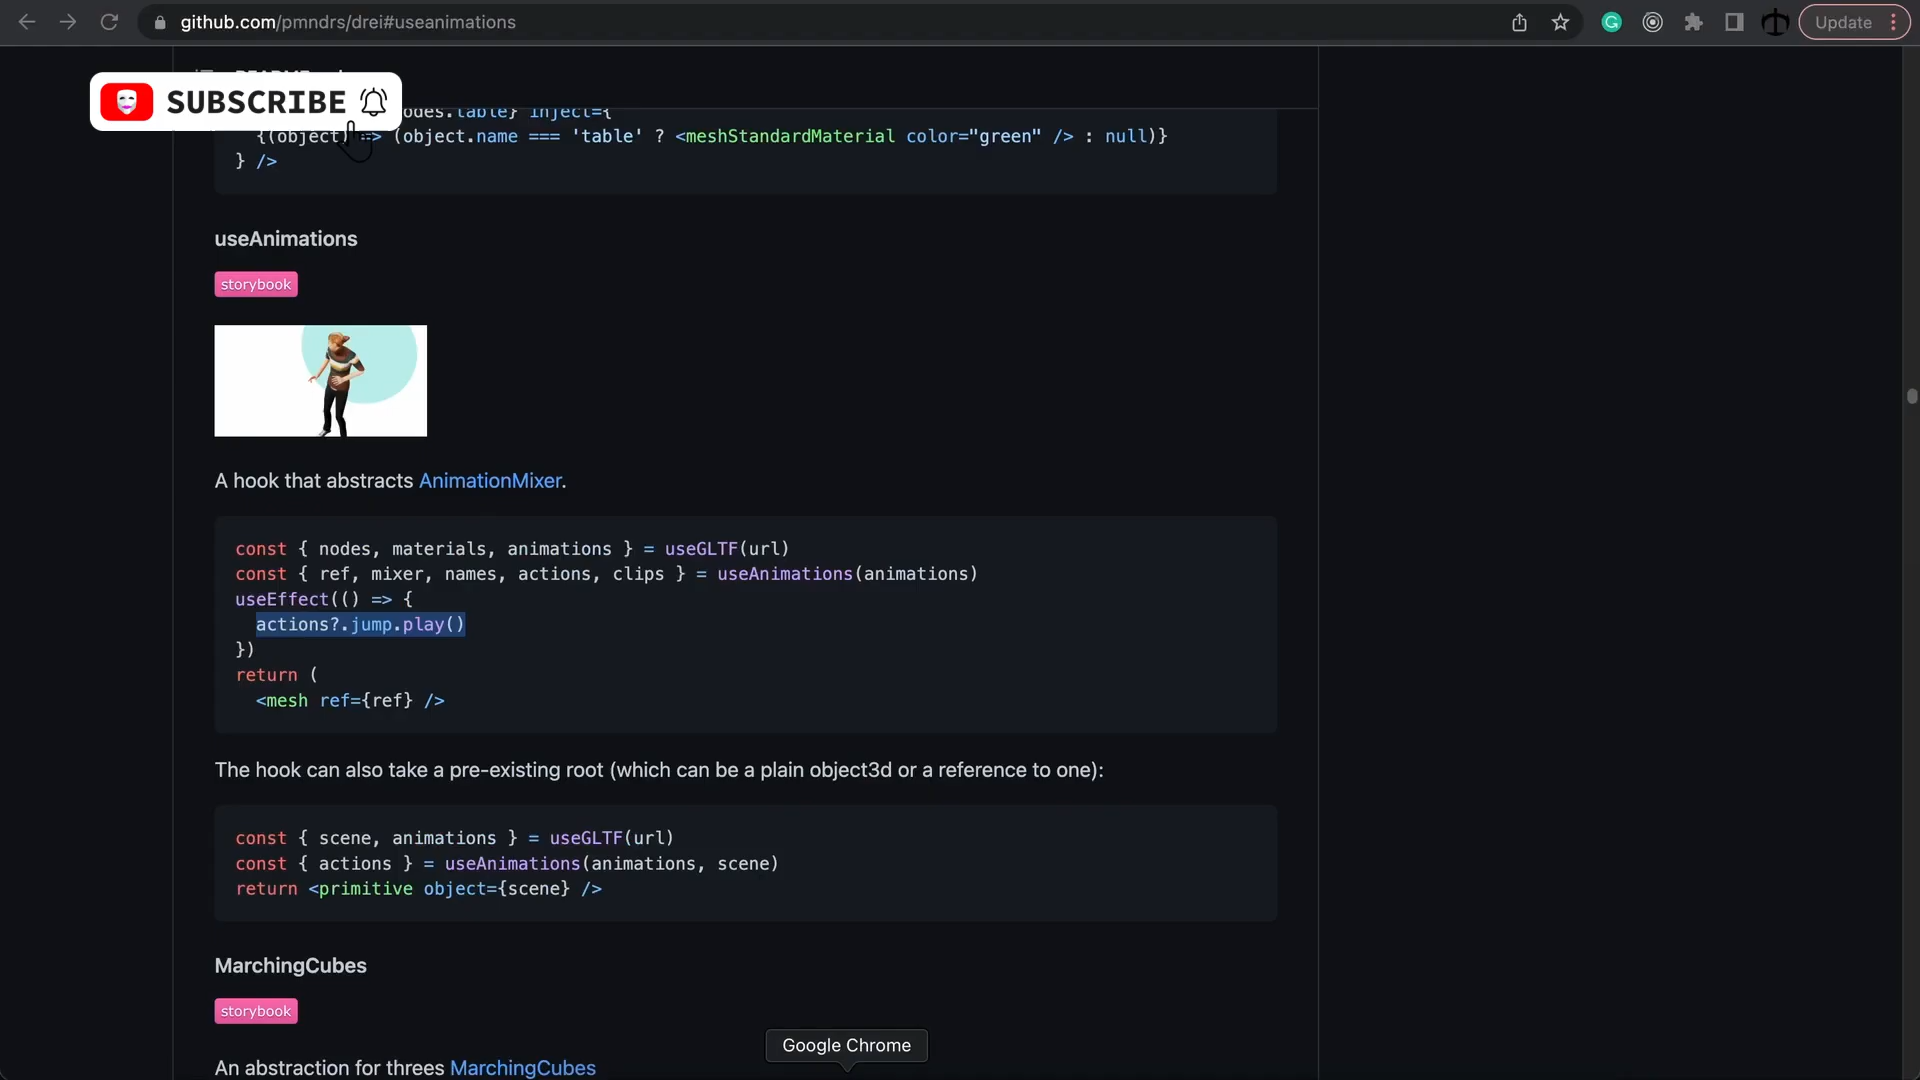 github.com/pmndrs/drei#useanimations
Update
SUBSCRIBE
odes.table} inject={
{(object) => (object.name === 'table' ? <meshStandardMaterial color="green" /> : null)}
} />
useAnimations
storybook
A hook that abstracts AnimationMixer.
const { nodes, materials, animations } = useGLTF(url)
const { ref, mixer, names, actions, clips } = useAnimations(animations)
useEffect(() => {
actions?.jump.play()
})
return (
<mesh ref={ref} />
The hook can also take a pre-existing root (which can be a plain object3d or a reference to one):
const { scene, animations } = useGLTF(url)
const { actions } = useAnimations(animations, scene)
return <primitive object={scene} />
MarchingCubes
storybook
Google Chrome
An abstraction for threes MarchingCubes